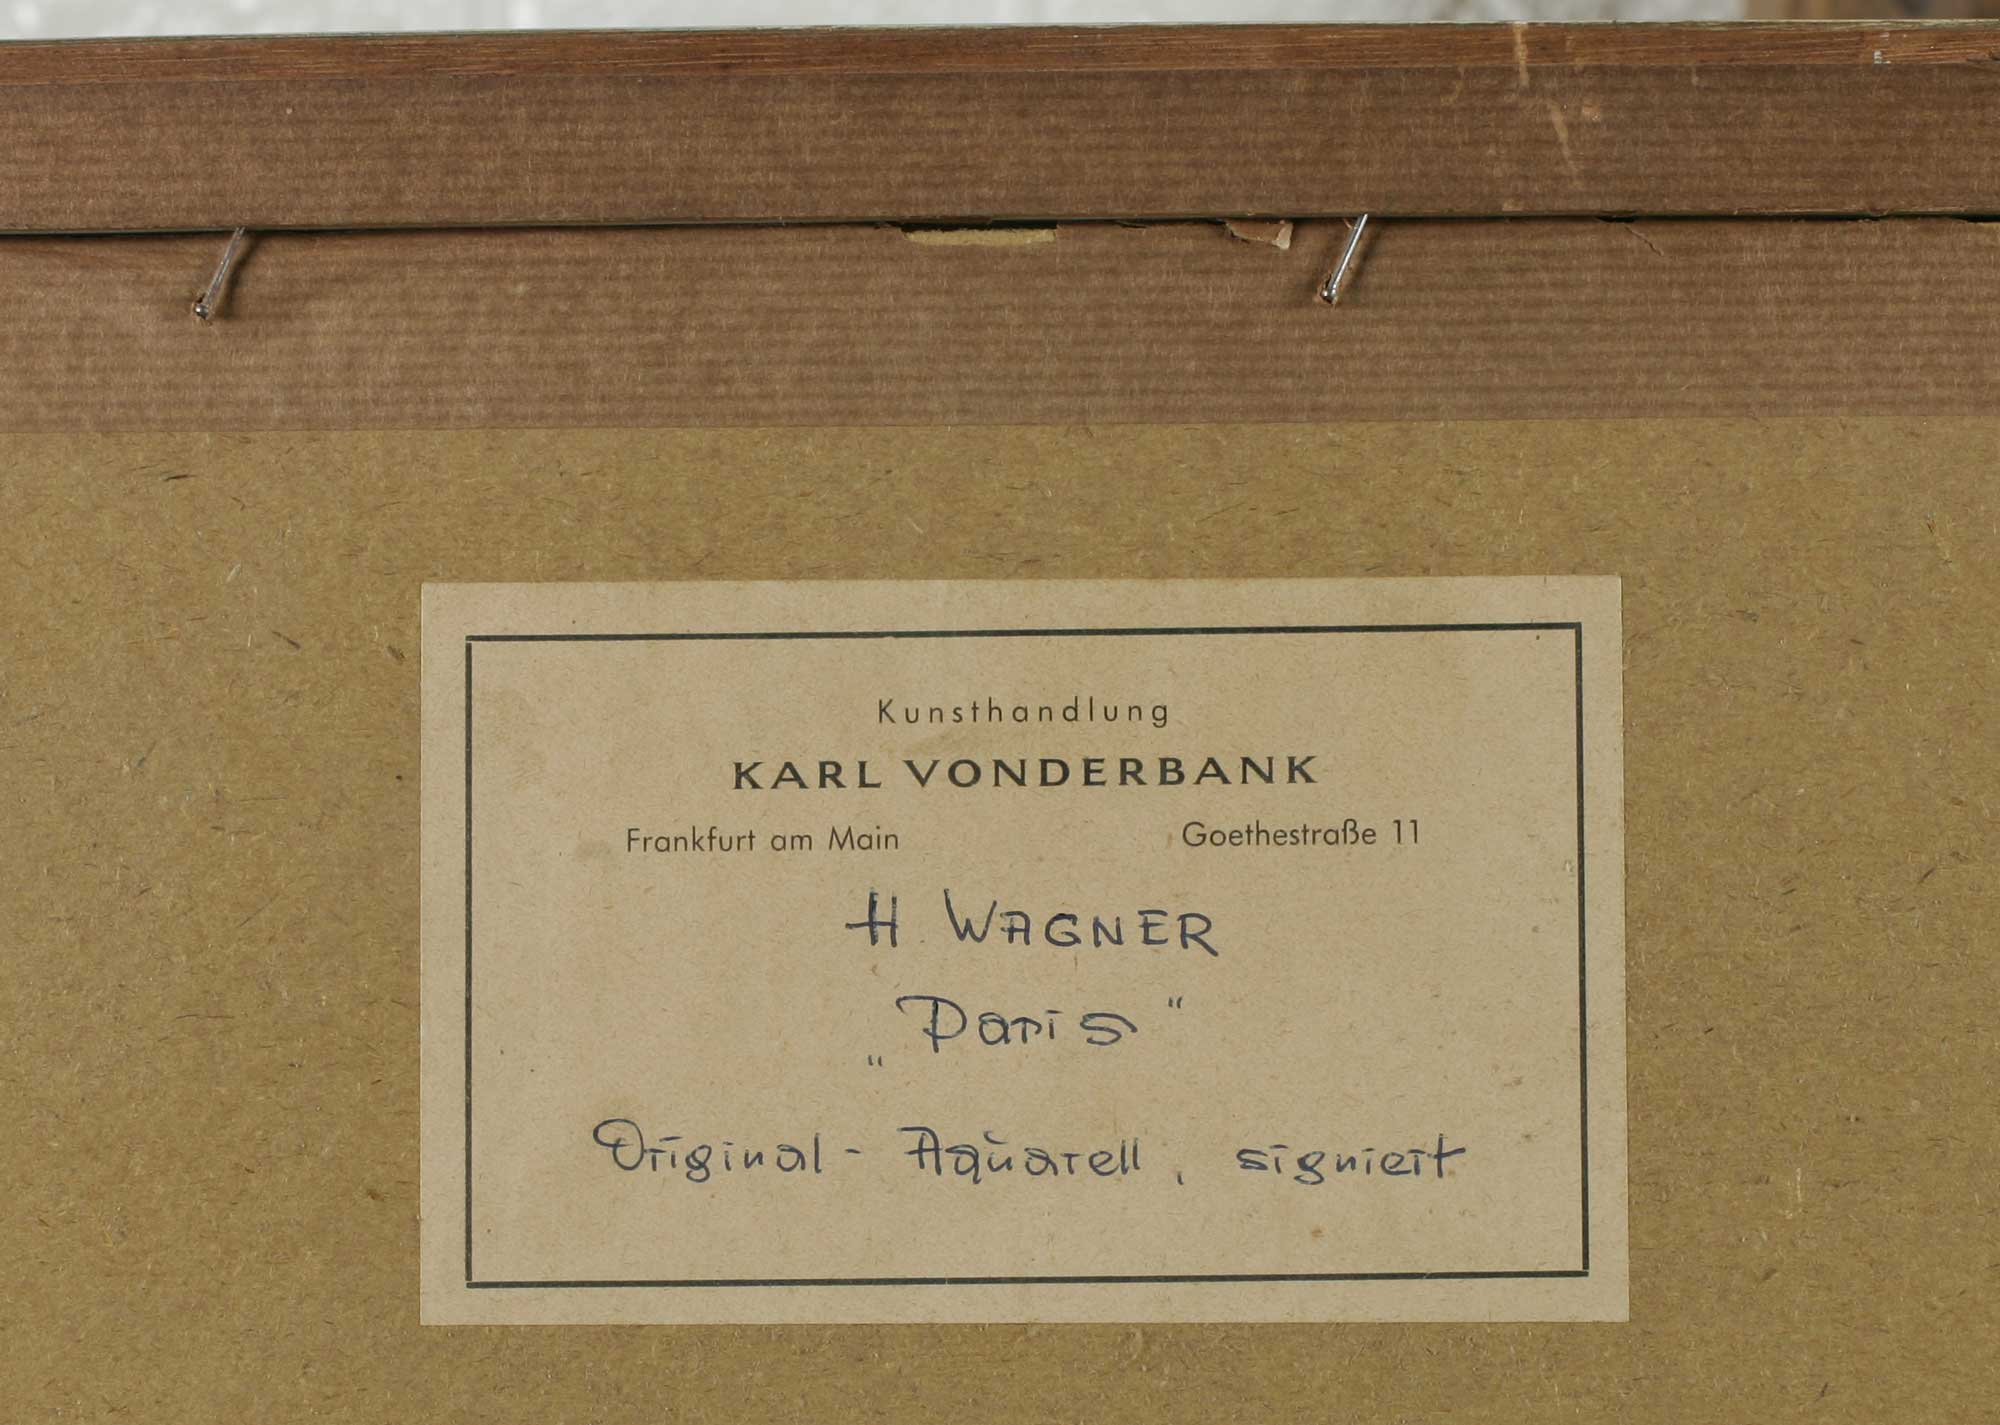 Kunsthandlung
KARL VONDERBANK
Frankfurt am Main Goethestraße 11
H. WAGNER
„Paris“
Original - Aquarell, signiert